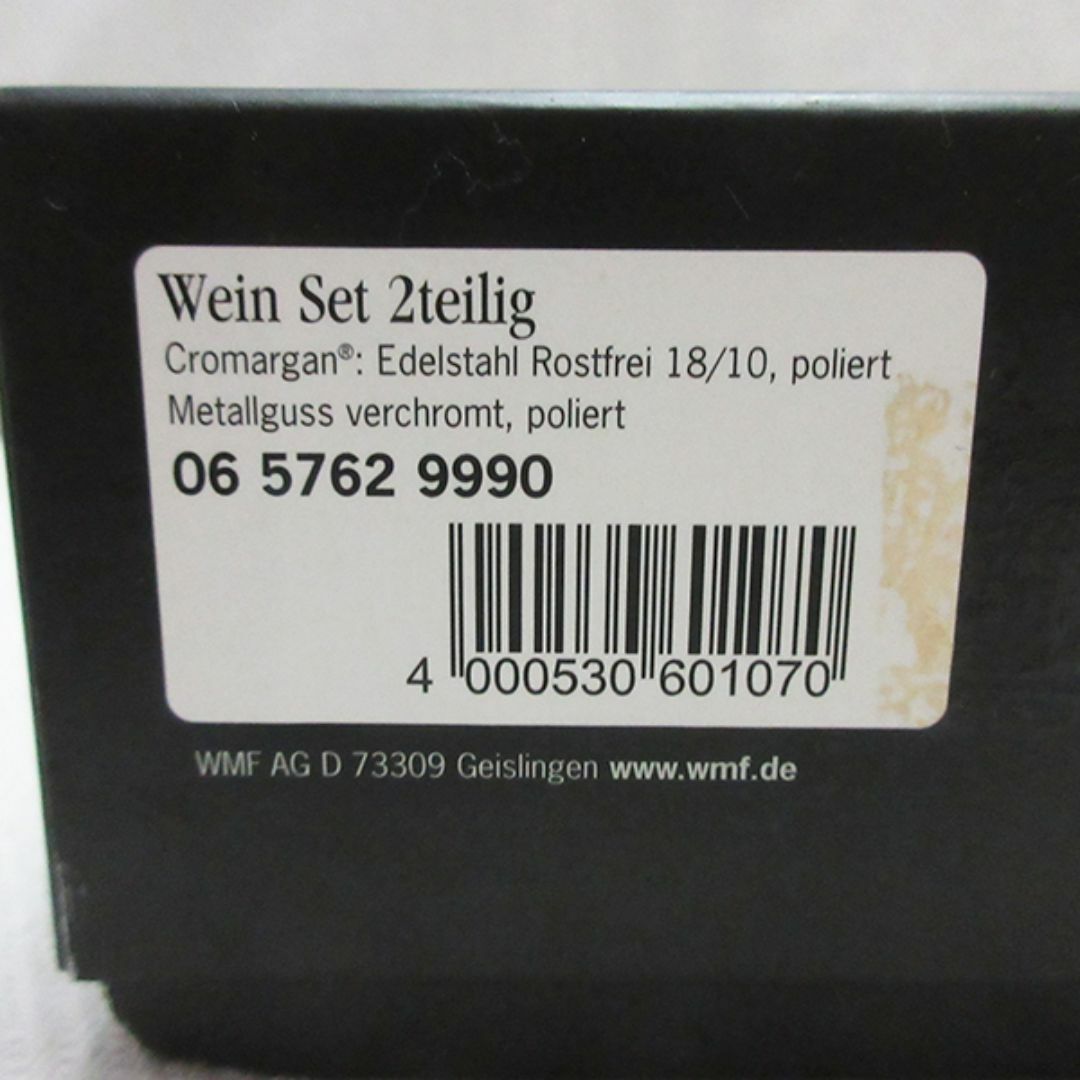 Wein Set 2teilig
Cromargan®: Edelstahl Rostfrei 18/10, poliert
Metallguss verchromt, poliert
06 5762 9990
4 000530 601070
WMF AG D 73309 Geislingen www.wmf.de